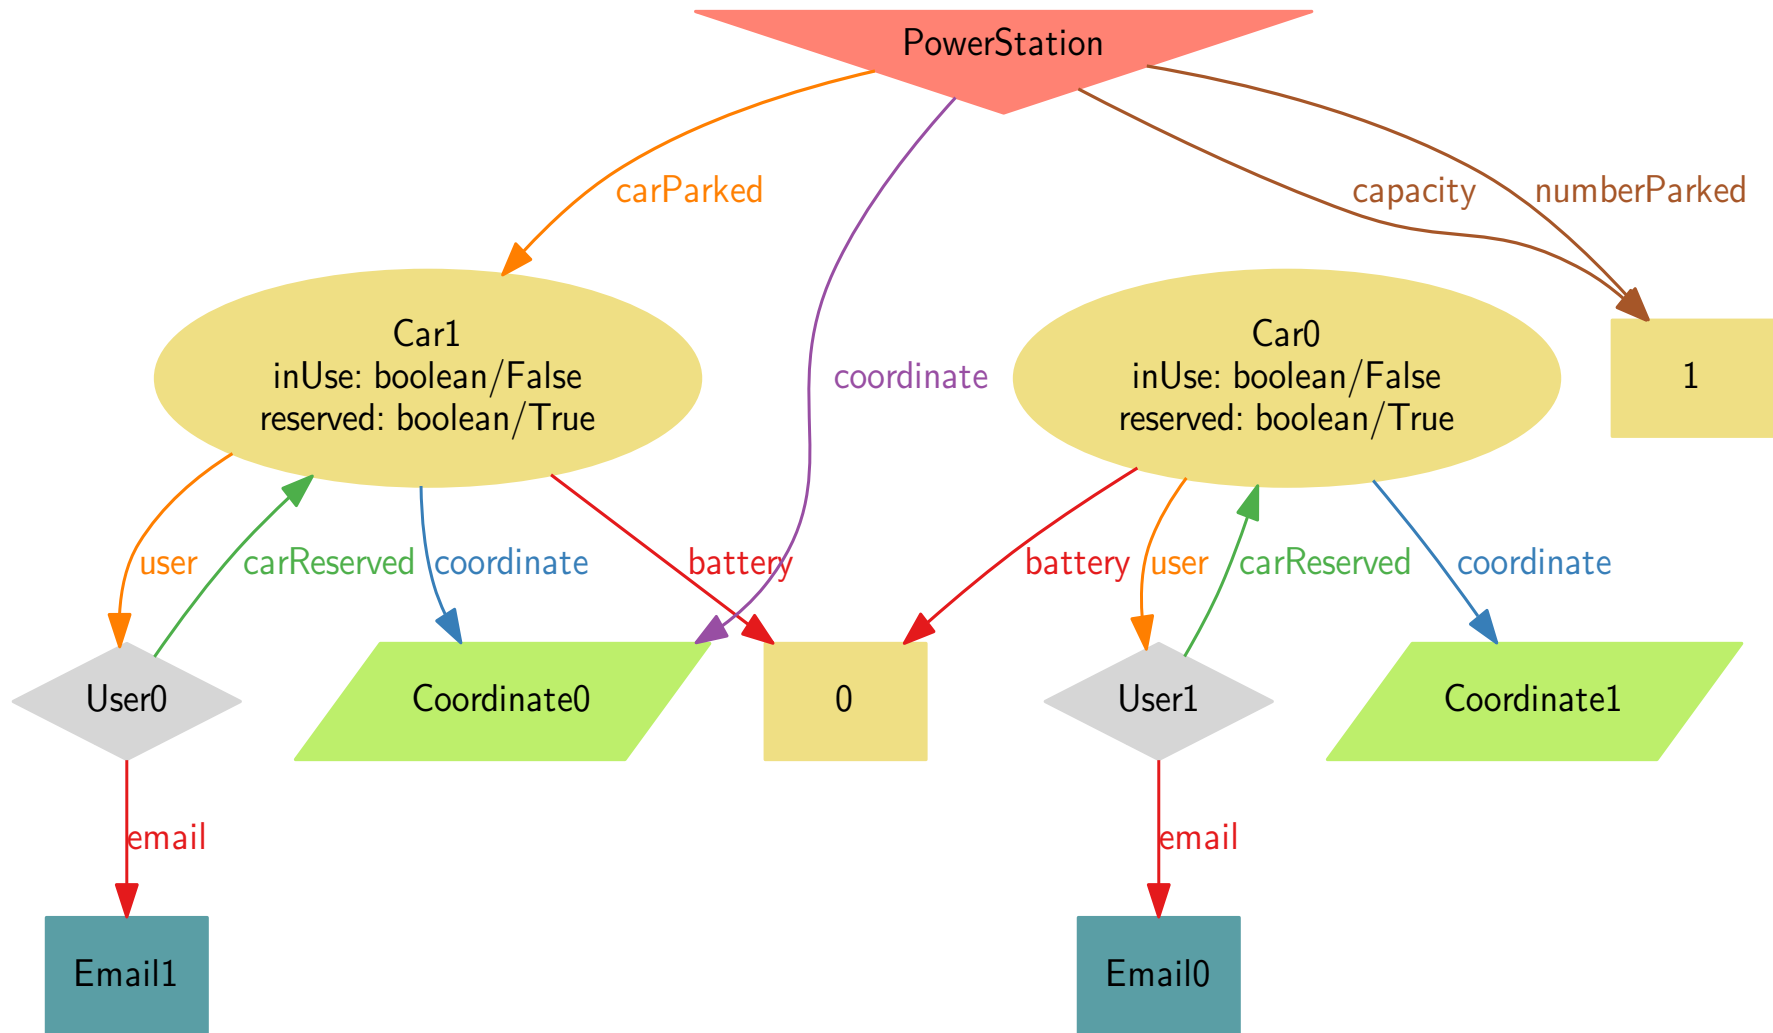 PowerStation
carParked
capacity
numberParked
Car1
inUse: boolean/False
reserved: boolean/True
coordinate
Car0
inUse: boolean/False
reserved: boolean/True
1
user
carReserved
coordinate
battery
battery
user
carReserved
coordinate
User0
Coordinate0
0
User1
Coordinate1
email
email
Email1
Email0